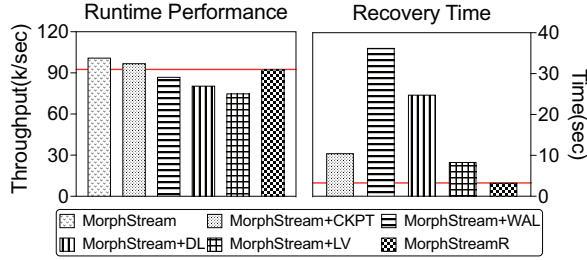 Runtime Performance
Recovery Time
Throughput(k/sec)
120
90
60
30
0
40
30
20
10
0
Time(sec)
MorphStream
MorphStream+CKPT
MorphStream+WAL
MorphStream+DL
MorphStream+LV
MorphStreamR